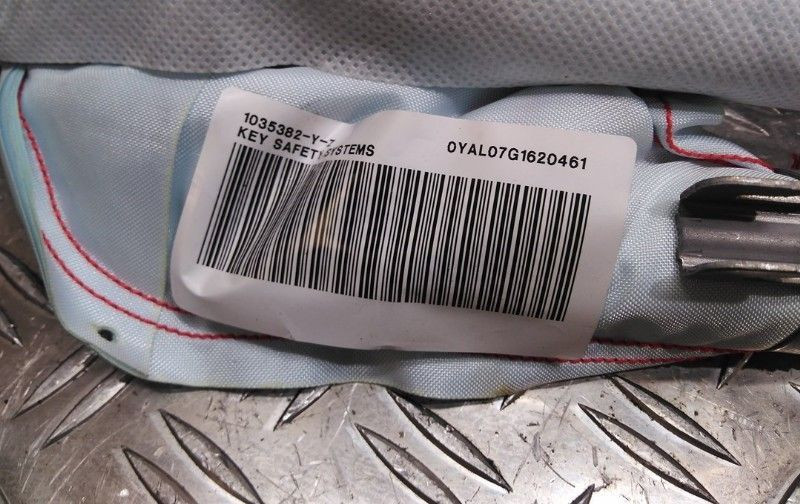 1035382-Y-Z
KEY SAFETY SYSTEMS
0YAL07G1620461